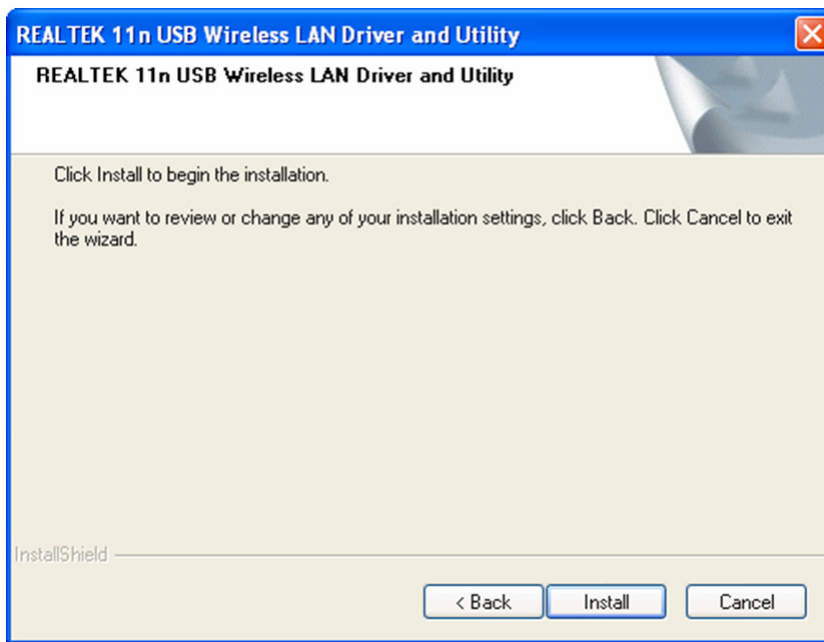 REALTEK 11n USB Wireless LAN Driver and Utility
REALTEK 11n USB Wireless LAN Driver and Utility
Click Install to begin the installation.
If you want to review or change any of your installation settings, click Back. Click Cancel to exit
the wizard.
InstallShield
< Back
Install
Cancel